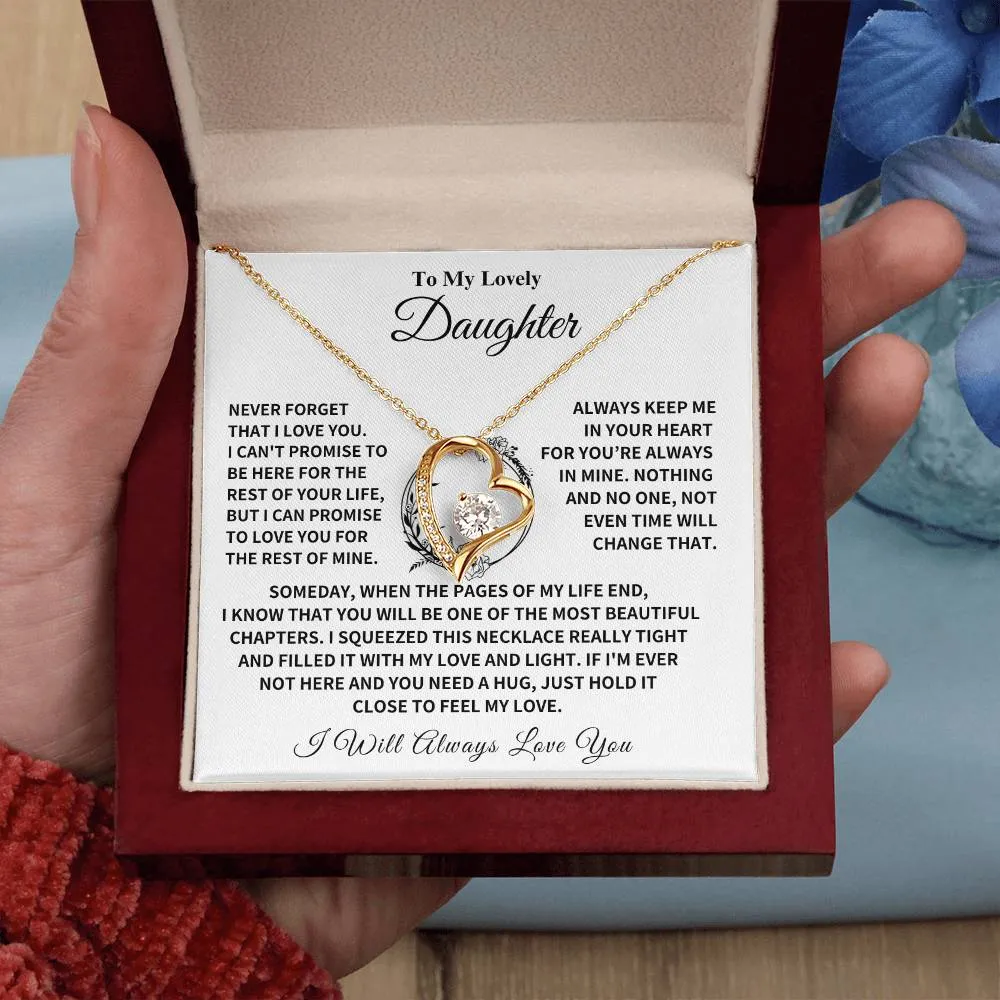 To My Lovely
Daughter
NEVER FORGET
THAT I LOVE YOU.
I CAN'T PROMISE TO
BE HERE FOR THE
REST OF YOUR LIFE,
BUT I CAN PROMISE
TO LOVE YOU FOR
THE REST OF MINE.
ALWAYS KEEP ME
IN YOUR HEART
FOR YOU’RE ALWAYS
IN MINE. NOTHING
AND NO ONE, NOT
EVEN TIME WILL
CHANGE THAT.
SOMEDAY, WHEN THE PAGES OF MY LIFE END,
I KNOW THAT YOU WILL BE ONE OF THE MOST BEAUTIFUL
CHAPTERS. I SQUEEZED THIS NECKLACE REALLY TIGHT
AND FILLED IT WITH MY LOVE AND LIGHT. IF I'M EVER
NOT HERE AND YOU NEED A HUG, JUST HOLD IT
CLOSE TO FEEL MY LOVE.
I Will Always Love You